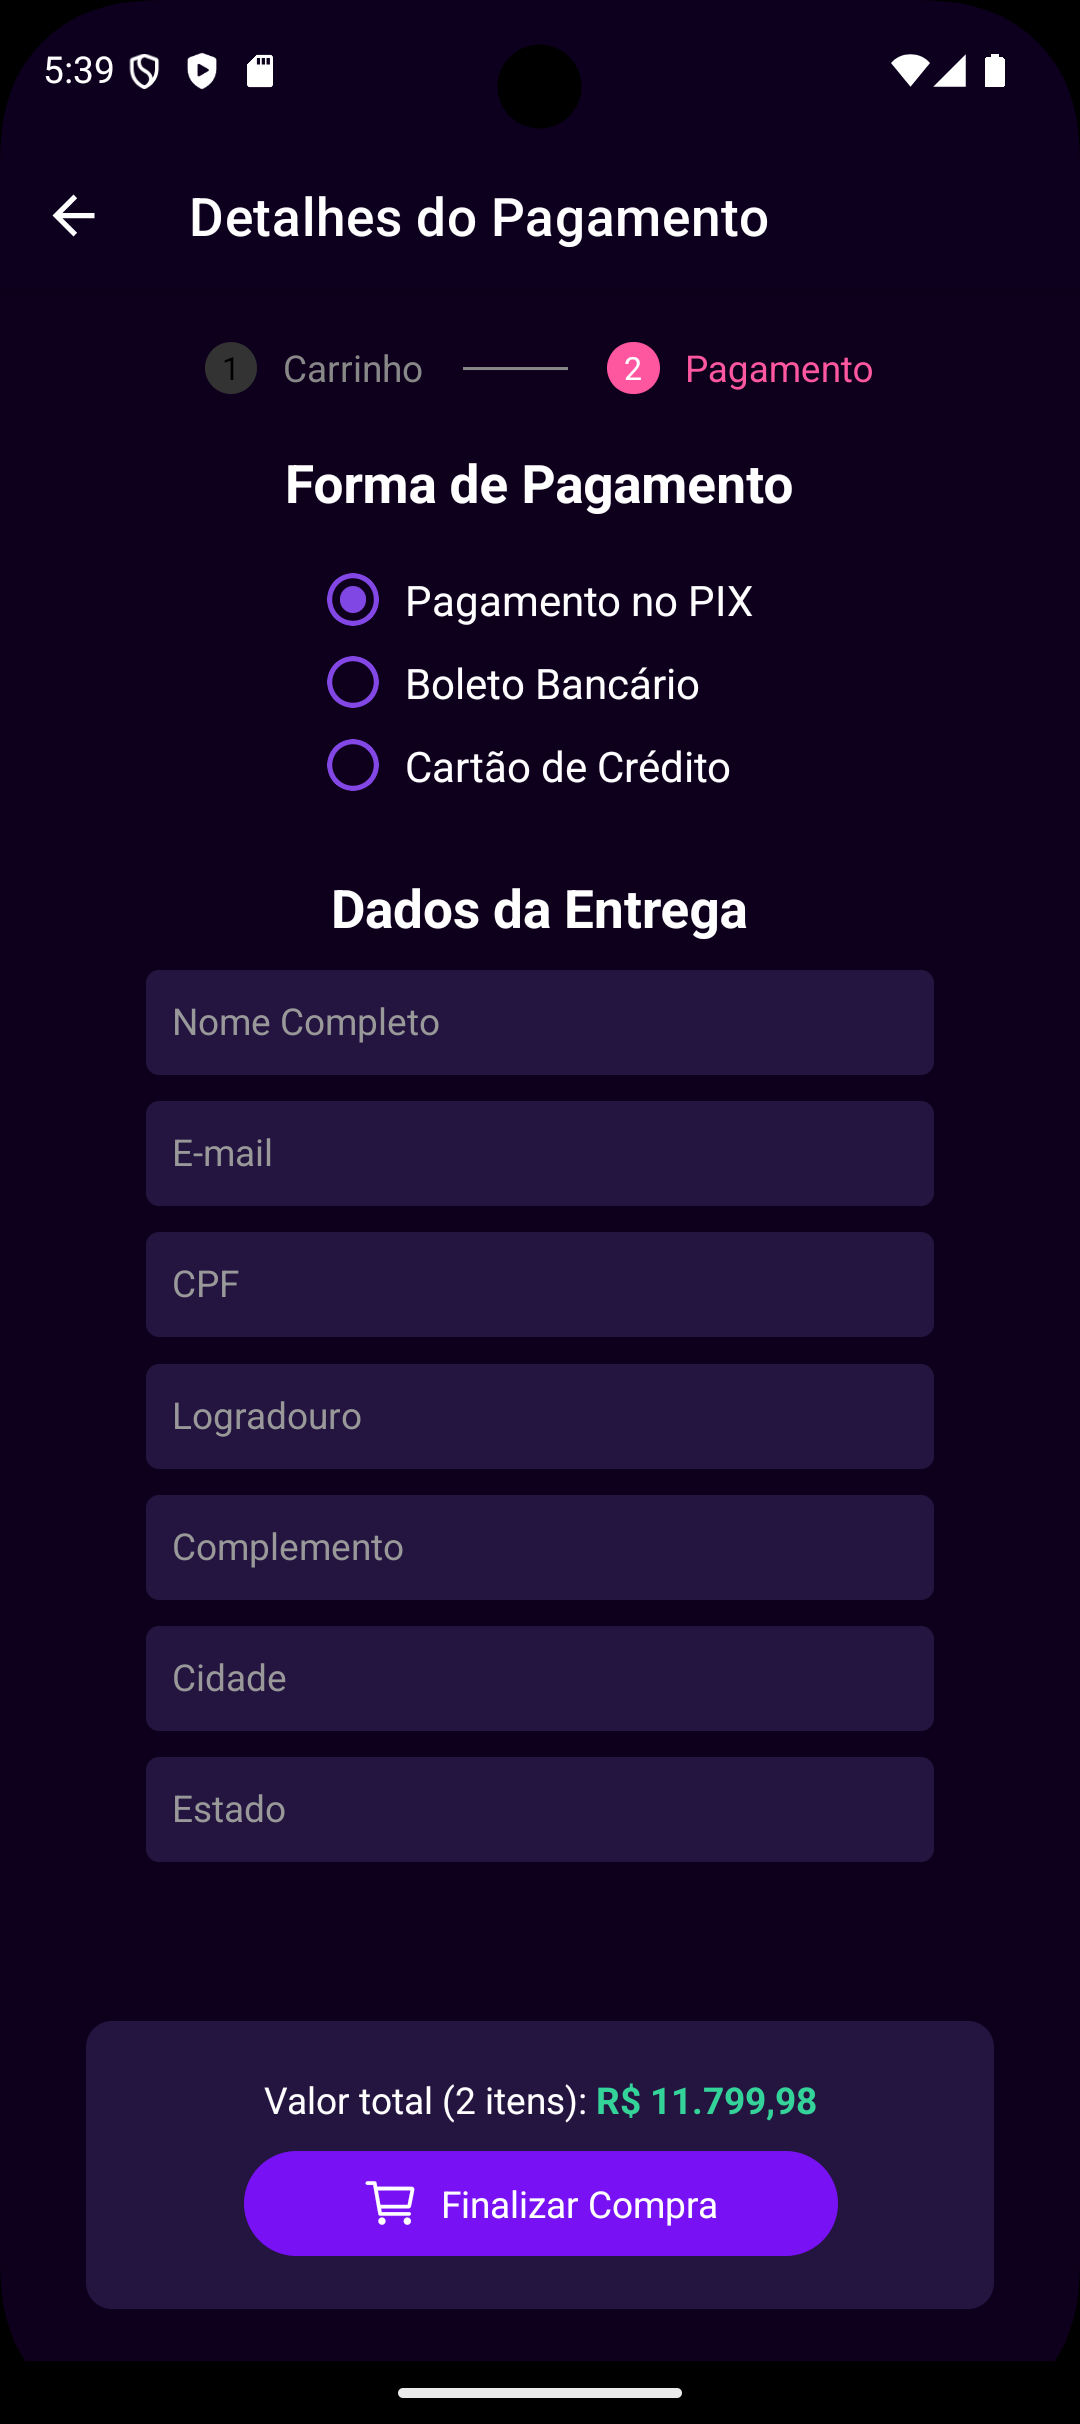 5:39
Detalhes do Pagamento
1 Carrinho 2 Pagamento
Forma de Pagamento
Pagamento no PIX
Boleto Bancário
Cartão de Crédito
Dados da Entrega
Nome Completo
E-mail
CPF
Logradouro
Complemento
Cidade
Estado
Valor total (2 itens): R$ 11.799,98
Finalizar Compra